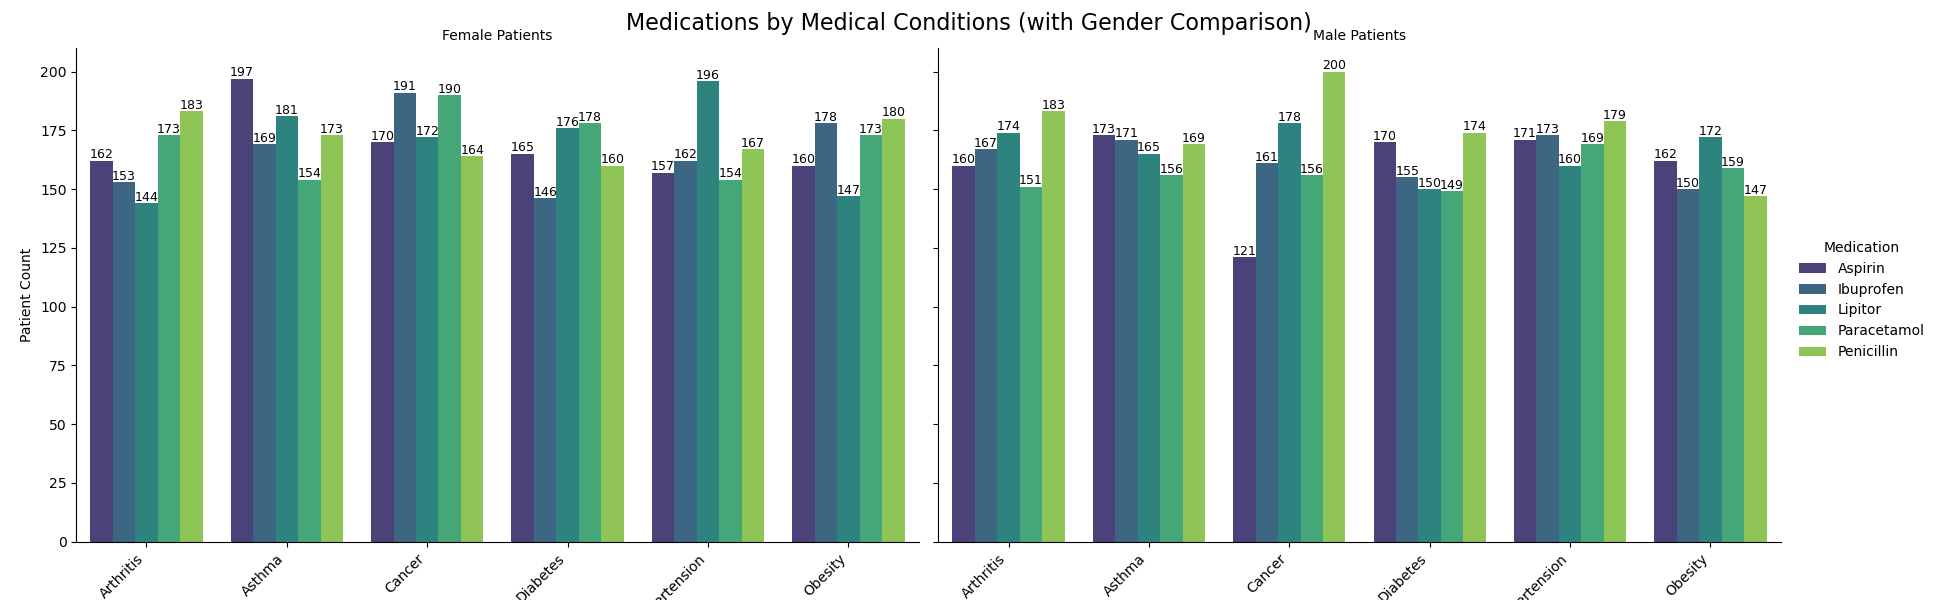 Medications by Medical Conditions (with Gender Comparison)
Female Patients
Male Patients
Patient Count
200
175
150
125
100
75
50
25
0
162 153 144 173 183
197 169 181 154 173
170 191 172 190 164
165 146 176 178 160
157 162 196 154 167
160 178 147 173 180
160 167 174 151 183
173 171 165 156 169
121 161 178 156 200
170 155 150 149 174
171 173 160 169 179
162 150 172 159 147
Arthritis
Asthma
Cancer
Diabetes
ertension
Obesity
Arthritis
Asthma
Cancer
Diabetes
ertension
Obesity
Medication
Aspirin
Ibuprofen
Lipitor
Paracetamol
Penicillin